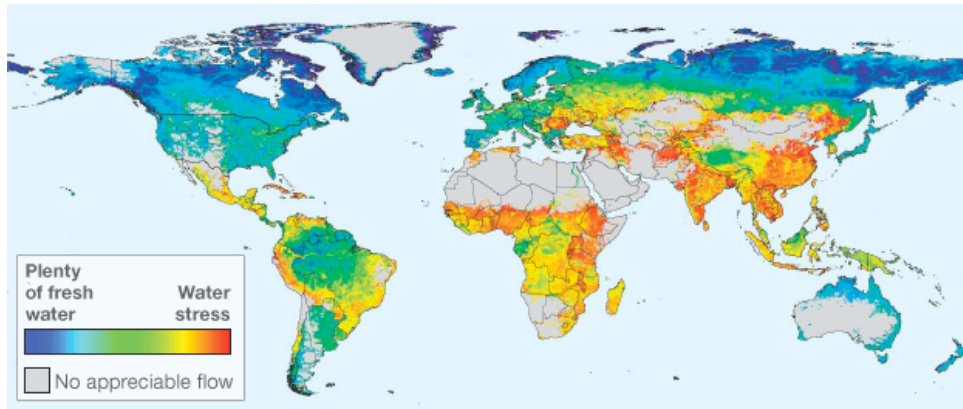 Plenty
of fresh
water
Water
stress
No appreciable flow